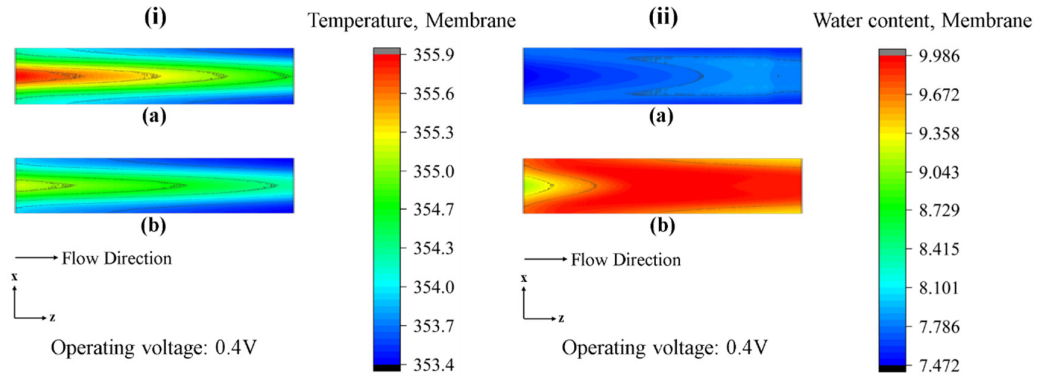 (i)
Temperature, Membrane
(a)
(b)
Flow Direction
x
z
Operating voltage: 0.4V
355.9
355.6
355.3
355.0
354.7
354.3
354.0
353.7
353.4
(ii)
Water content, Membrane
(a)
(b)
Flow Direction
x
z
Operating voltage: 0.4V
9.986
9.672
9.358
9.043
8.729
8.415
8.101
7.786
7.472